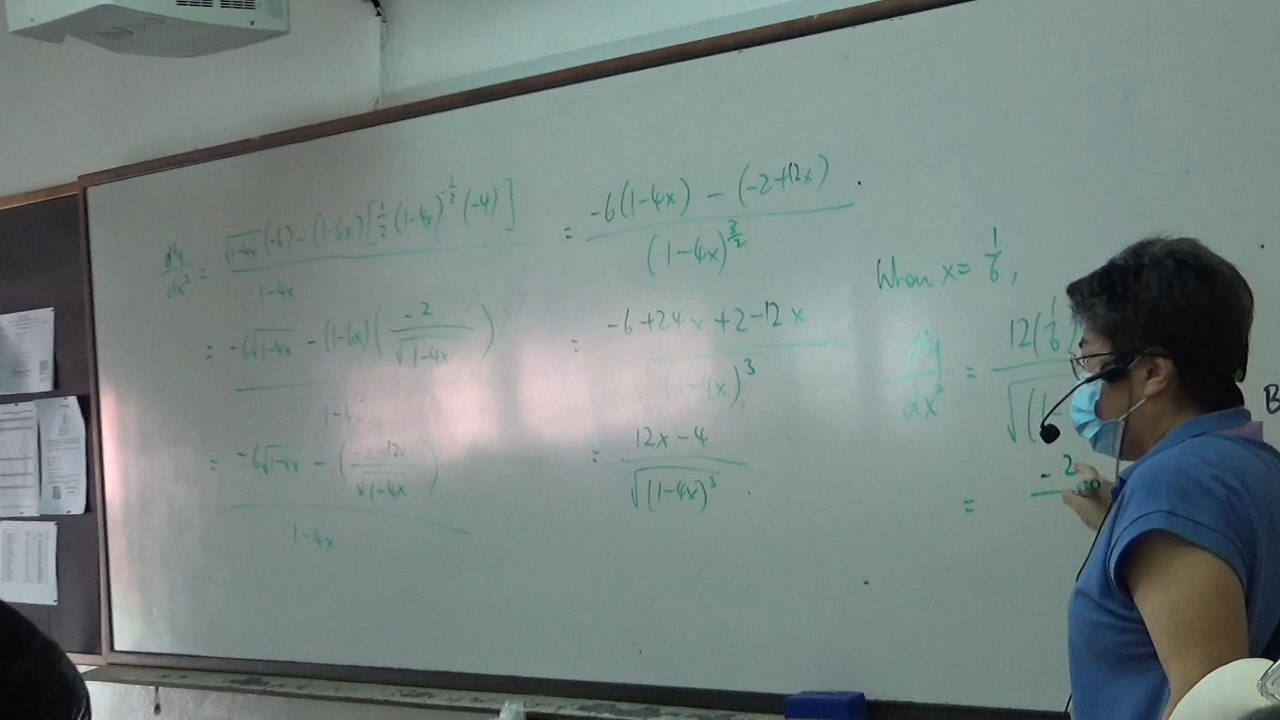 d²y/dx² = (√(1-4x) (-6) - (1-6x)[½(1-4x)^(-½)(-4)]) / (1-4x)
= (-6√(1-4x) - (1-6x)(-2/√(1-4x))) / (1-4x)
= (-6√(1-4x) - ((-2+12x)/√(1-4x))) / (1-4x)
= (-6(1-4x) - (-2+12x)) / (1-4x)^(3/2)
= (-6+24x+2-12x) / √(1-4x)³
= (12x-4) / √((1-4x)³) .
When x = 1/6,
d²y/dx² = 12(1/6) / √((1
= -2
B